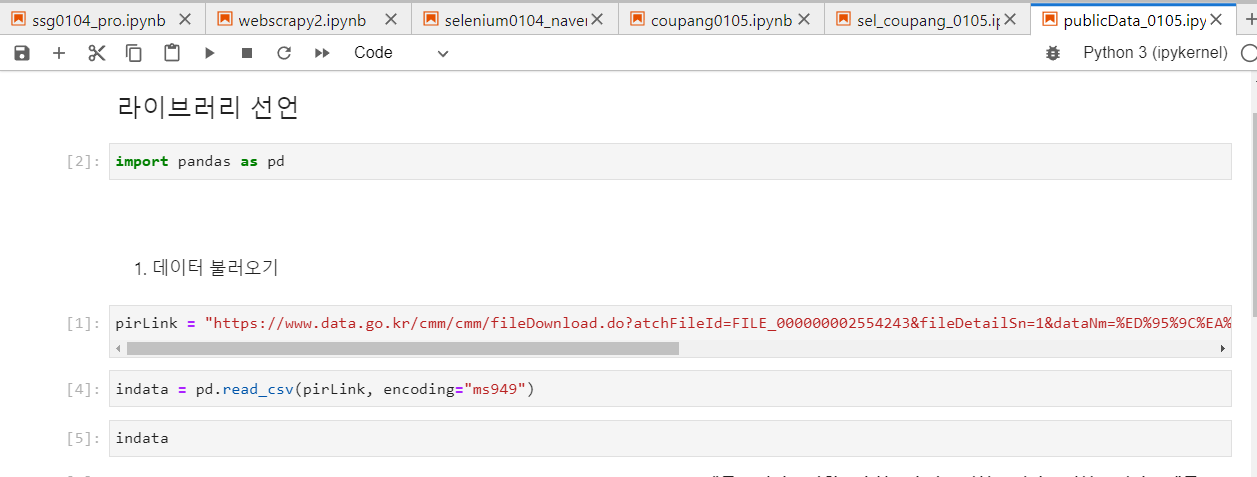 ssg0104_pro.ipynb webscrapy2.ipynb selenium0104_naver coupang0105.ipynb sel_coupang_0105.ip publicData_0105.ipy
Code Python 3 (ipykernel)
라이브러리 선언
[2]: import pandas as pd
1. 데이터 불러오기
[1]: pirLink = "https://www.data.go.kr/cmm/cmm/fileDownload.do?atchFileId=FILE_000000002554243&fileDetailSn=1&dataNm=%ED%95%9C%EA%
[4]: indata = pd.read_csv(pirLink, encoding="ms949")
[5]: indata